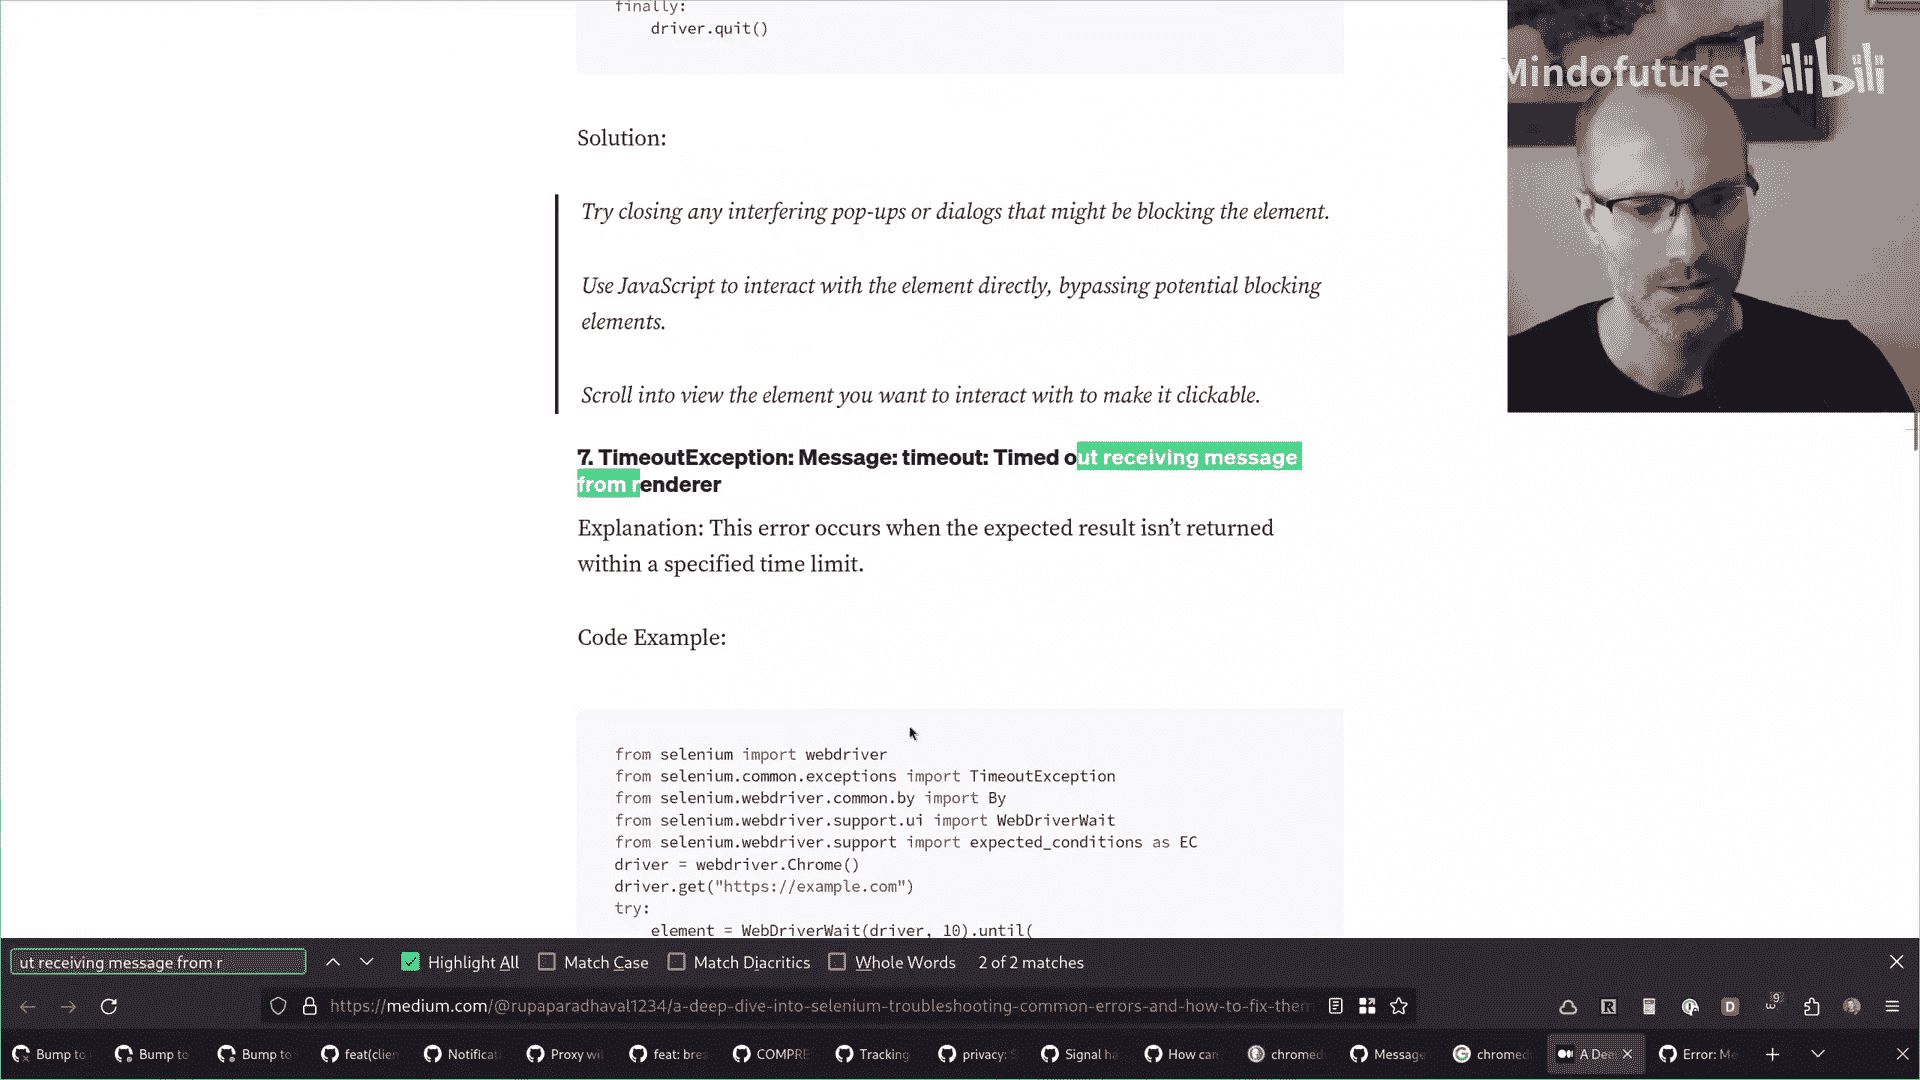 finally:
driver.quit()
Mindofuture bilibili
Solution:
Try closing any interfering pop-ups or dialogs that might be blocking the element.
Use JavaScript to interact with the element directly, bypassing potential blocking
elements.
Scroll into view the element you want to interact with to make it clickable.
7. TimeoutException: Message: timeout: Timed out receiving message
from renderer
Explanation: This error occurs when the expected result isn’t returned
within a specified time limit.
Code Example:
from selenium import webdriver
from selenium.common.exceptions import TimeoutException
from selenium.webdriver.common.by import By
from selenium.webdriver.support.ui import WebDriverWait
from selenium.webdriver.support import expected_conditions as EC
driver = webdriver.Chrome()
driver.get("https://example.com")
try:
element = WebDriverWait(driver, 10).until(
ut receiving message from r
Highlight All
Match Case
Match Diacritics
Whole Words
2 of 2 matches
https://medium.com/@rupaparadhaval1234/a-deep-dive-into-selenium-troubleshooting-common-errors-and-how-to-fix-them
R
D
9
Bump to
Bump to
Bump to
feat(clien
Notificat
Proxy wi
feat: brea
COMPRE
Tracking
privacy: S
Signal ha
How can
chromed
Message
chromed
A Dee
Error: Me